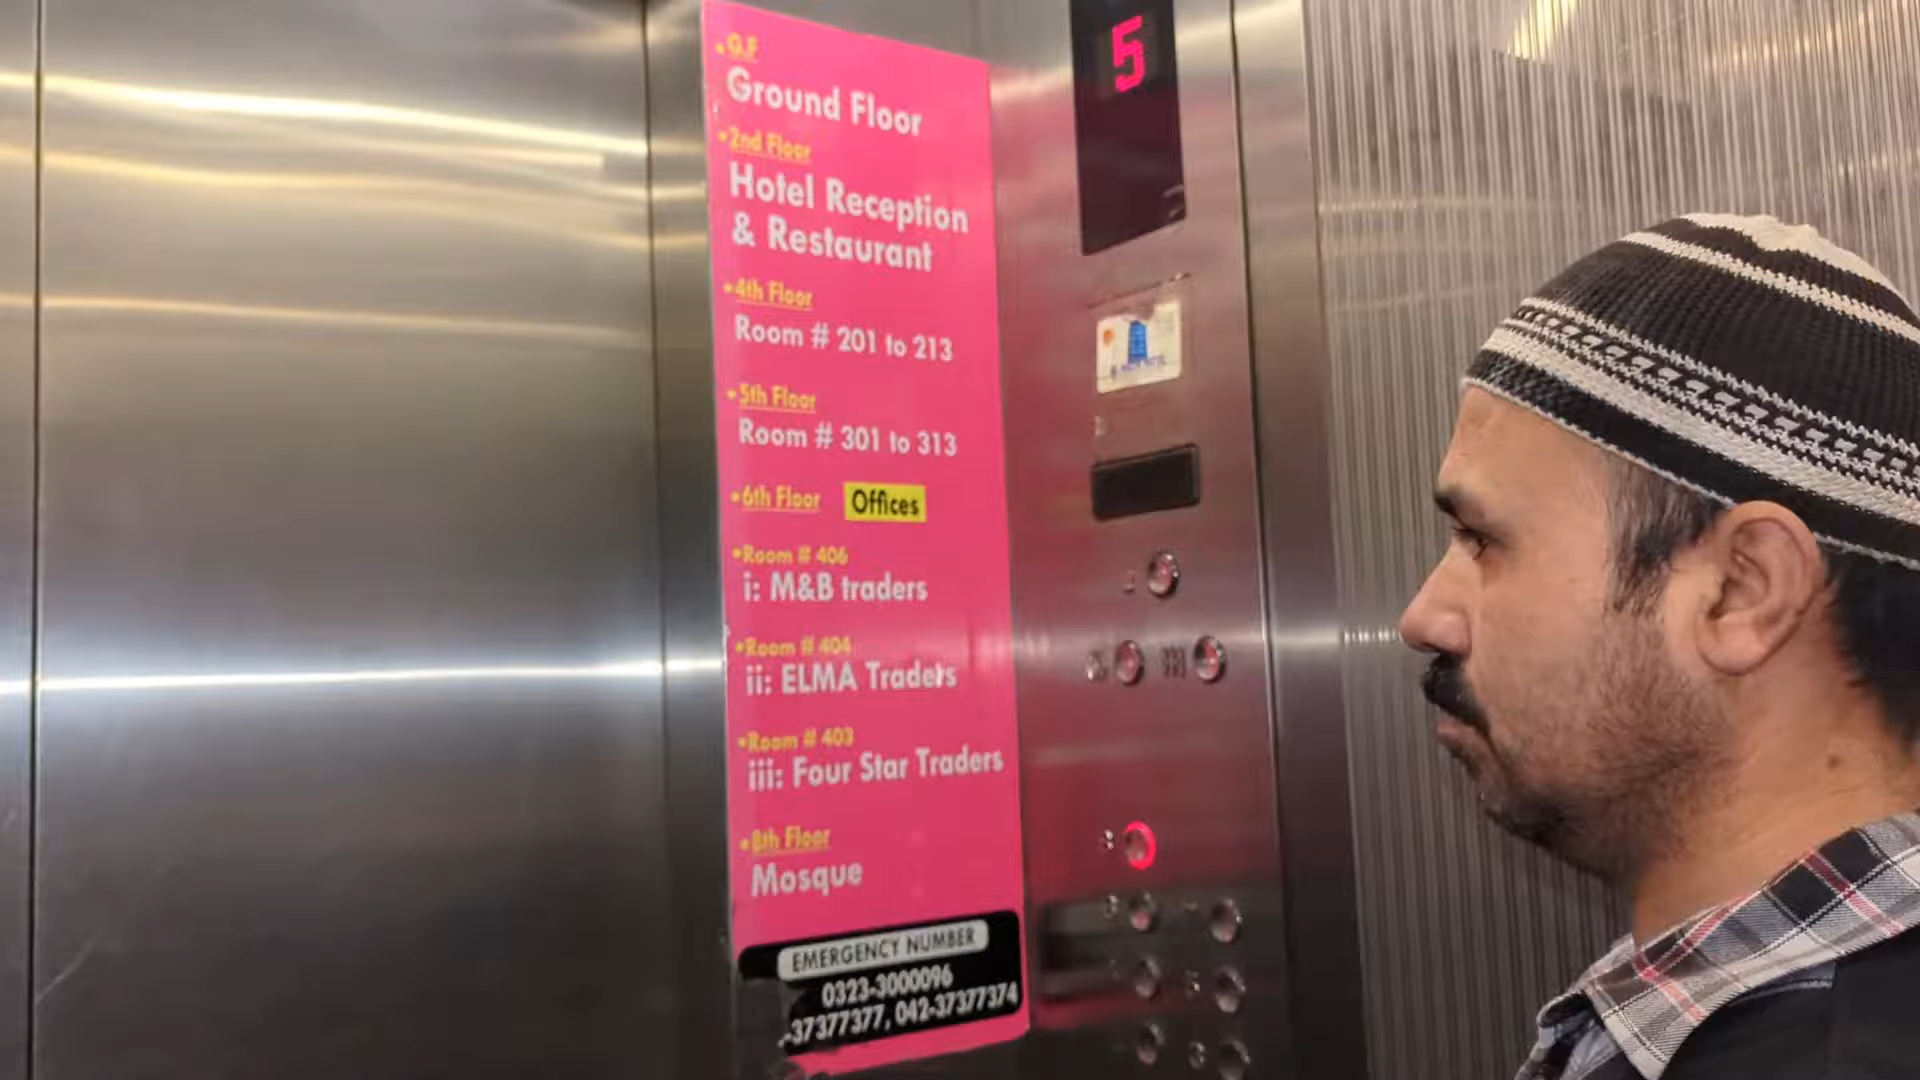 •G.F
Ground Floor
•2nd Floor
Hotel Reception
& Restaurant
•4th Floor
Room # 201 to 213
•5th Floor
Room # 301 to 313
•6th Floor Offices
•Room # 406
i: M&B traders
•Room # 404
ii: ELMA Traders
•Room # 403
iii: Four Star Traders
•8th Floor
Mosque
EMERGENCY NUMBER
0323-3000096
-37377377, 042-37377374
5